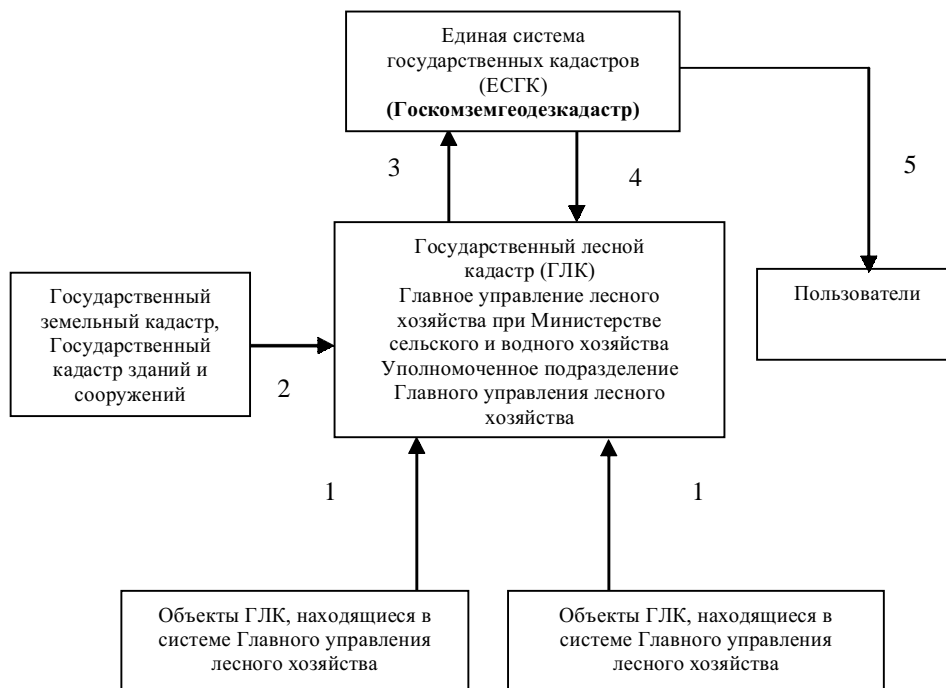 Единая система
государственных кадастров
(ЕСГК)
(Госкомземгеодезкадастр)
3
4
5
Государственный лесной
кадастр (ГЛК)
Главное управление лесного
хозяйства при Министерстве
сельского и водного хозяйства
Уполномоченное подразделение
Главного управления лесного
хозяйства
Государственный
земельный кадастр,
Государственный
кадастр зданий и
сооружений
2
Пользователи
1
1
Объекты ГЛК, находящиеся в
системе Главного управления
лесного хозяйства
Объекты ГЛК, находящиеся в
системе Главного управления
лесного хозяйства